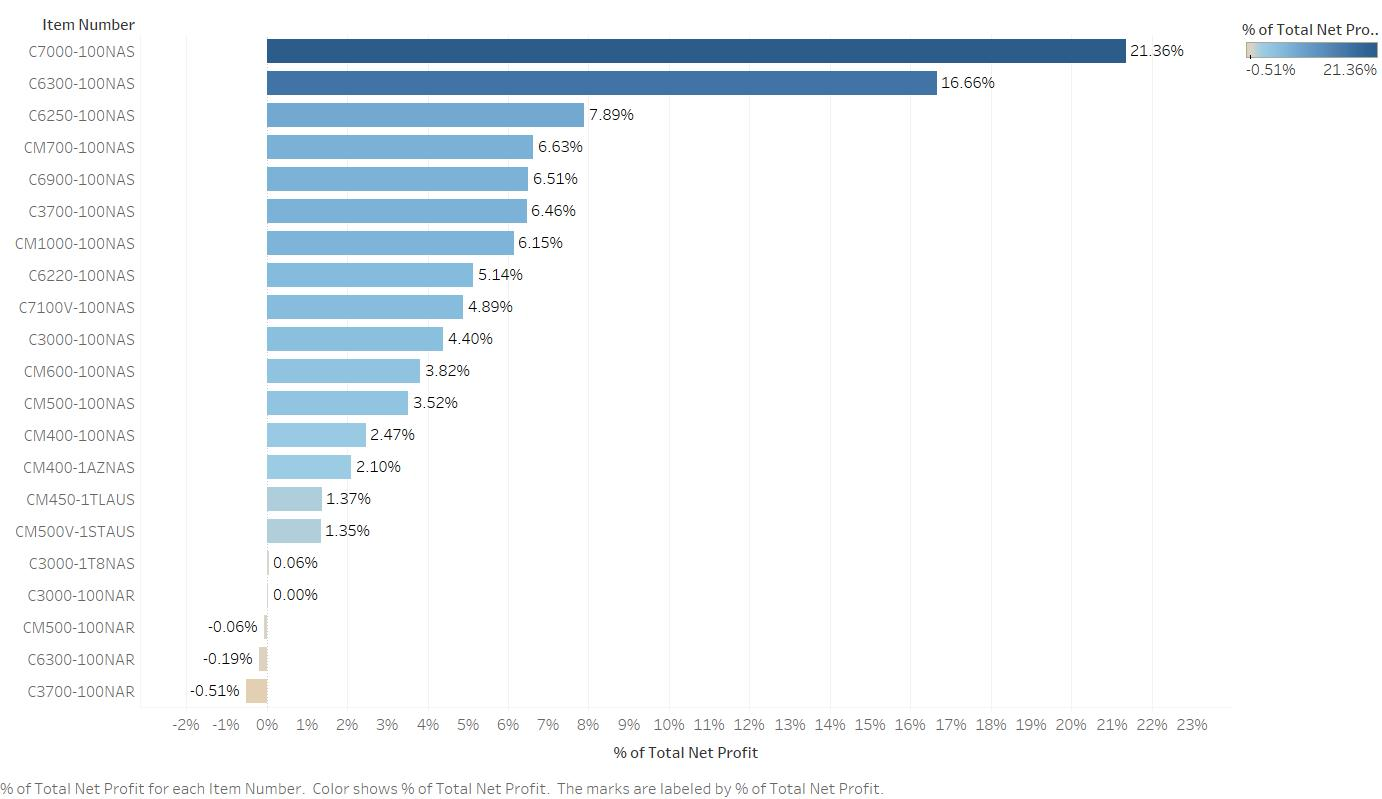 Item Number
% of Total Net Pro..
-0.51% 21.36%
C7000-100NAS 21.36%
C6300-100NAS 16.66%
C6250-100NAS 7.89%
CM700-100NAS 6.63%
C6900-100NAS 6.51%
C3700-100NAS 6.46%
CM1000-100NAS 6.15%
C6220-100NAS 5.14%
C7100V-100NAS 4.89%
C3000-100NAS 4.40%
CM600-100NAS 3.82%
CM500-100NAS 3.52%
CM400-100NAS 2.47%
CM400-1AZNAS 2.10%
CM450-1TLAUS 1.37%
CM500V-1STAUS 1.35%
C3000-1T8NAS 0.06%
C3000-100NAR 0.00%
CM500-100NAR -0.06%
C6300-100NAR -0.19%
C3700-100NAR -0.51%
-2% -1% 0% 1% 2% 3% 4% 5% 6% 7% 8% 9% 10% 11% 12% 13% 14% 15% 16% 17% 18% 19% 20% 21% 22% 23%
% of Total Net Profit
% of Total Net Profit for each Item Number.  Color shows % of Total Net Profit.  The marks are labeled by % of Total Net Profit.